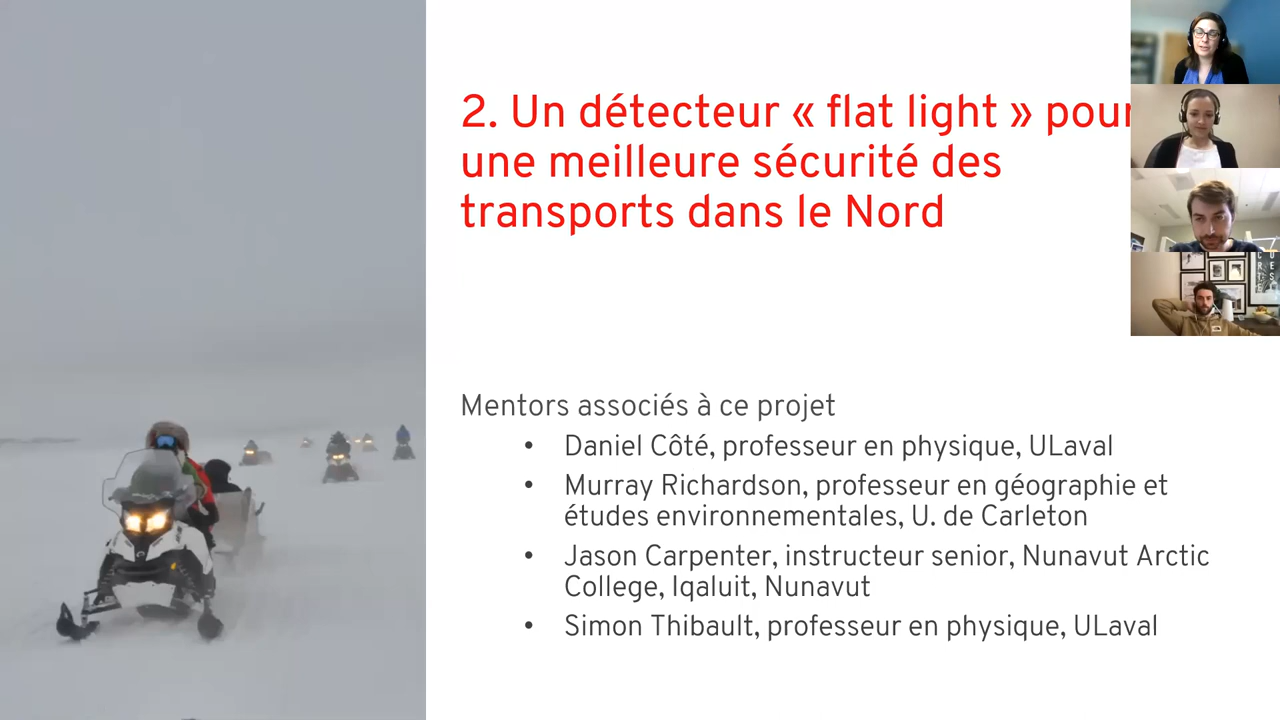 2. Un détecteur « flat light » pour
une meilleure sécurité des
transports dans le Nord
Mentors associés à ce projet
• Daniel Côté, professeur en physique, ULaval
• Murray Richardson, professeur en géographie et
études environnementales, U. de Carleton
• Jason Carpenter, instructeur senior, Nunavut Arctic
College, Iqaluit, Nunavut
• Simon Thibault, professeur en physique, ULaval